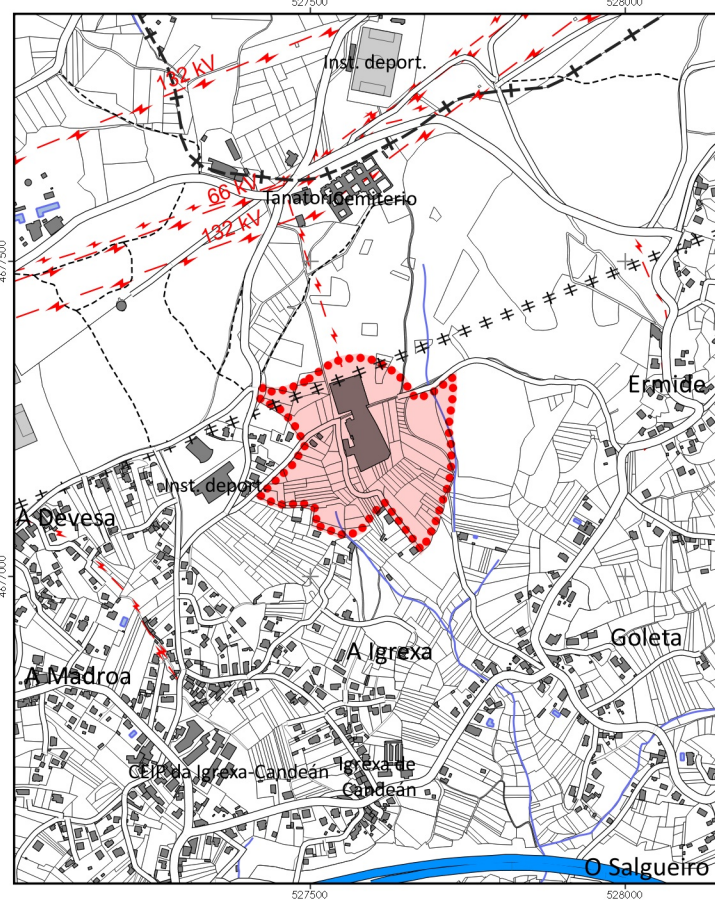 527500
528000
132 kV
Inst. deport.
66 kV
Tanatorio
Cemiterio
132 kV
4677500
Ermide
Inst. deport.
A Devesa
4677000
A Igrexa
Goleta
A Madroa
CEIP da Igrexa-Candeán
Igrexa de
Candeán
O Salgueiro
527500
528000